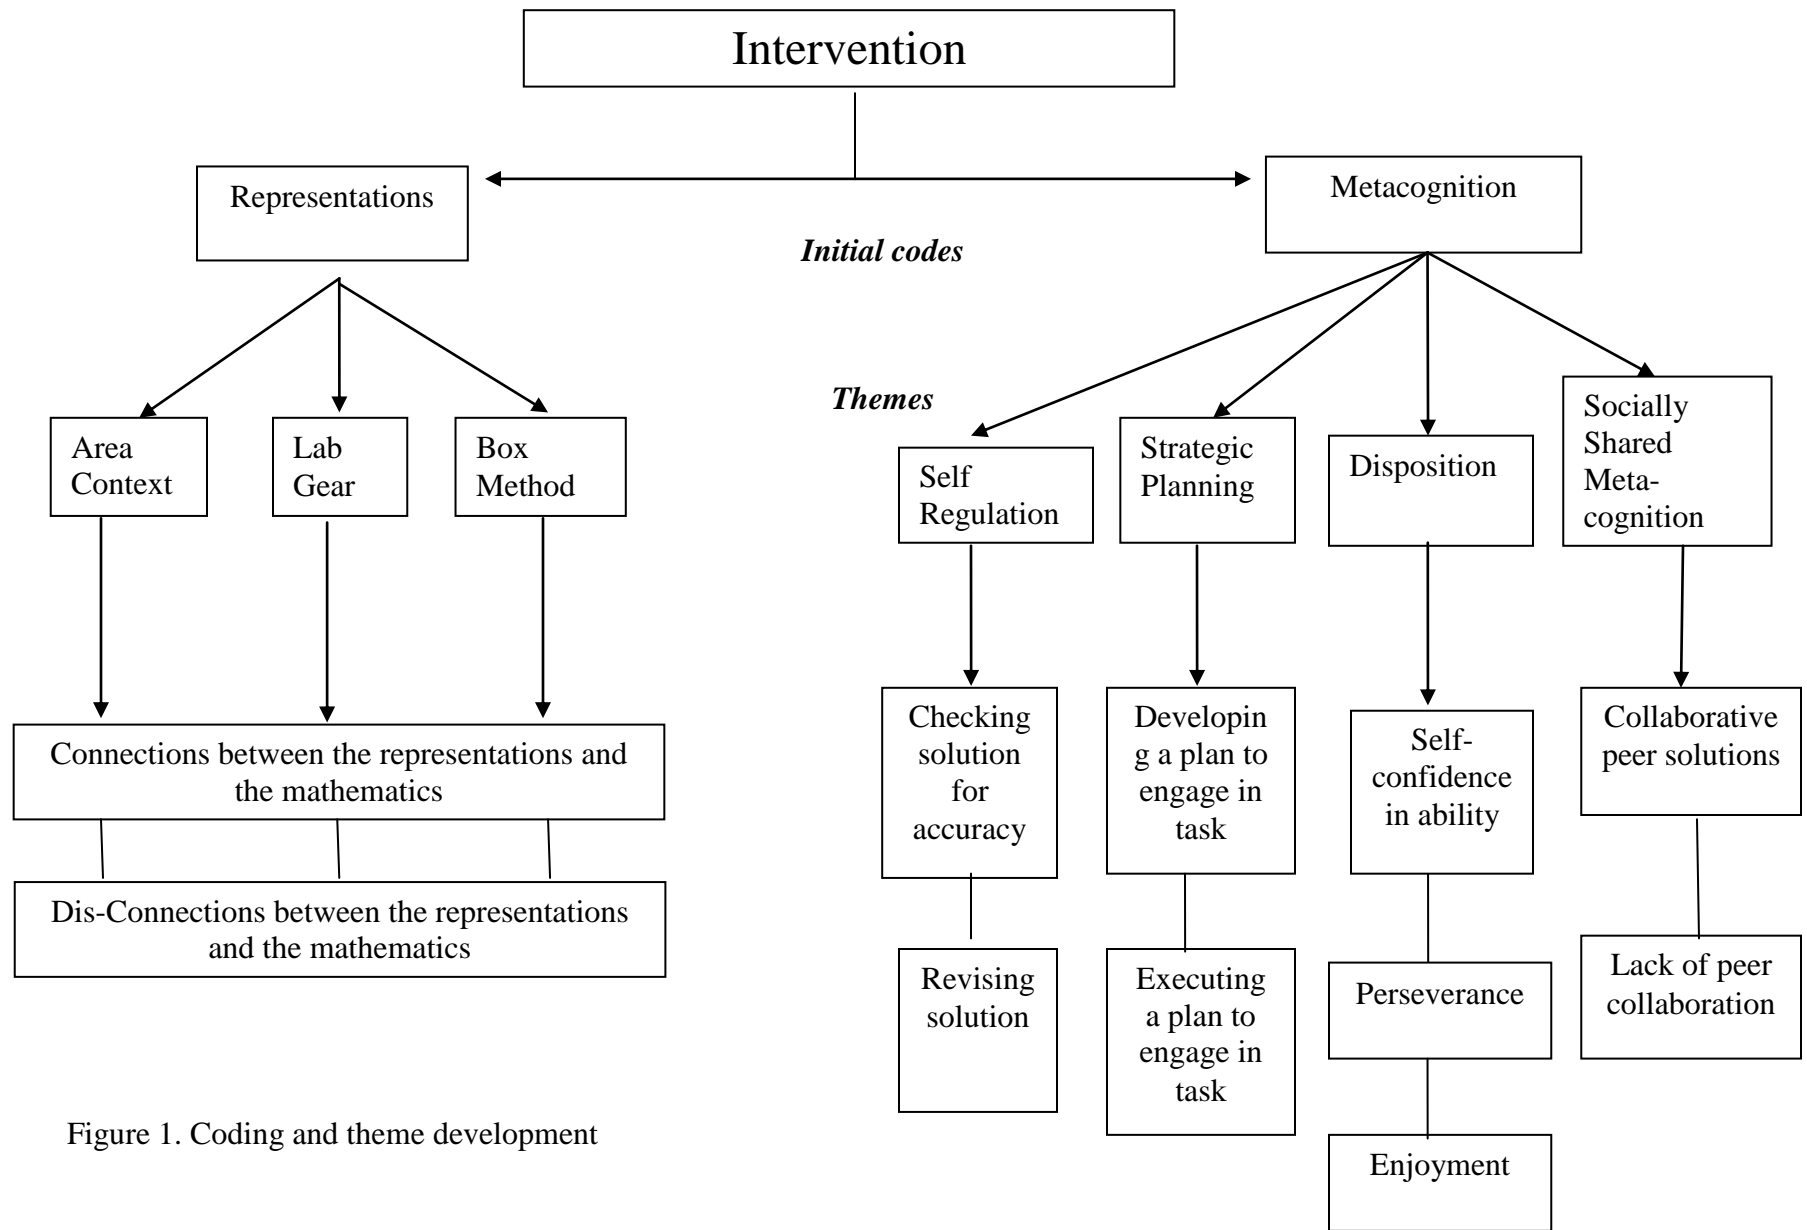 Intervention
Representations
Metacognition
Initial codes
Themes
Area
Context
Lab
Gear
Box
Method
Self
Regulation
Strategic
Planning
Disposition
Socially
Shared
Meta-
cognition
Connections between the representations and
the mathematics
Dis-Connections between the representations
and the mathematics
Checking
solution
for
accuracy
Developin
g a plan to
engage in
task
Self-
confidence
in ability
Collaborative
peer solutions
Revising
solution
Executing
a plan to
engage in
task
Perseverance
Lack of peer
collaboration
Enjoyment
Figure 1. Coding and theme development